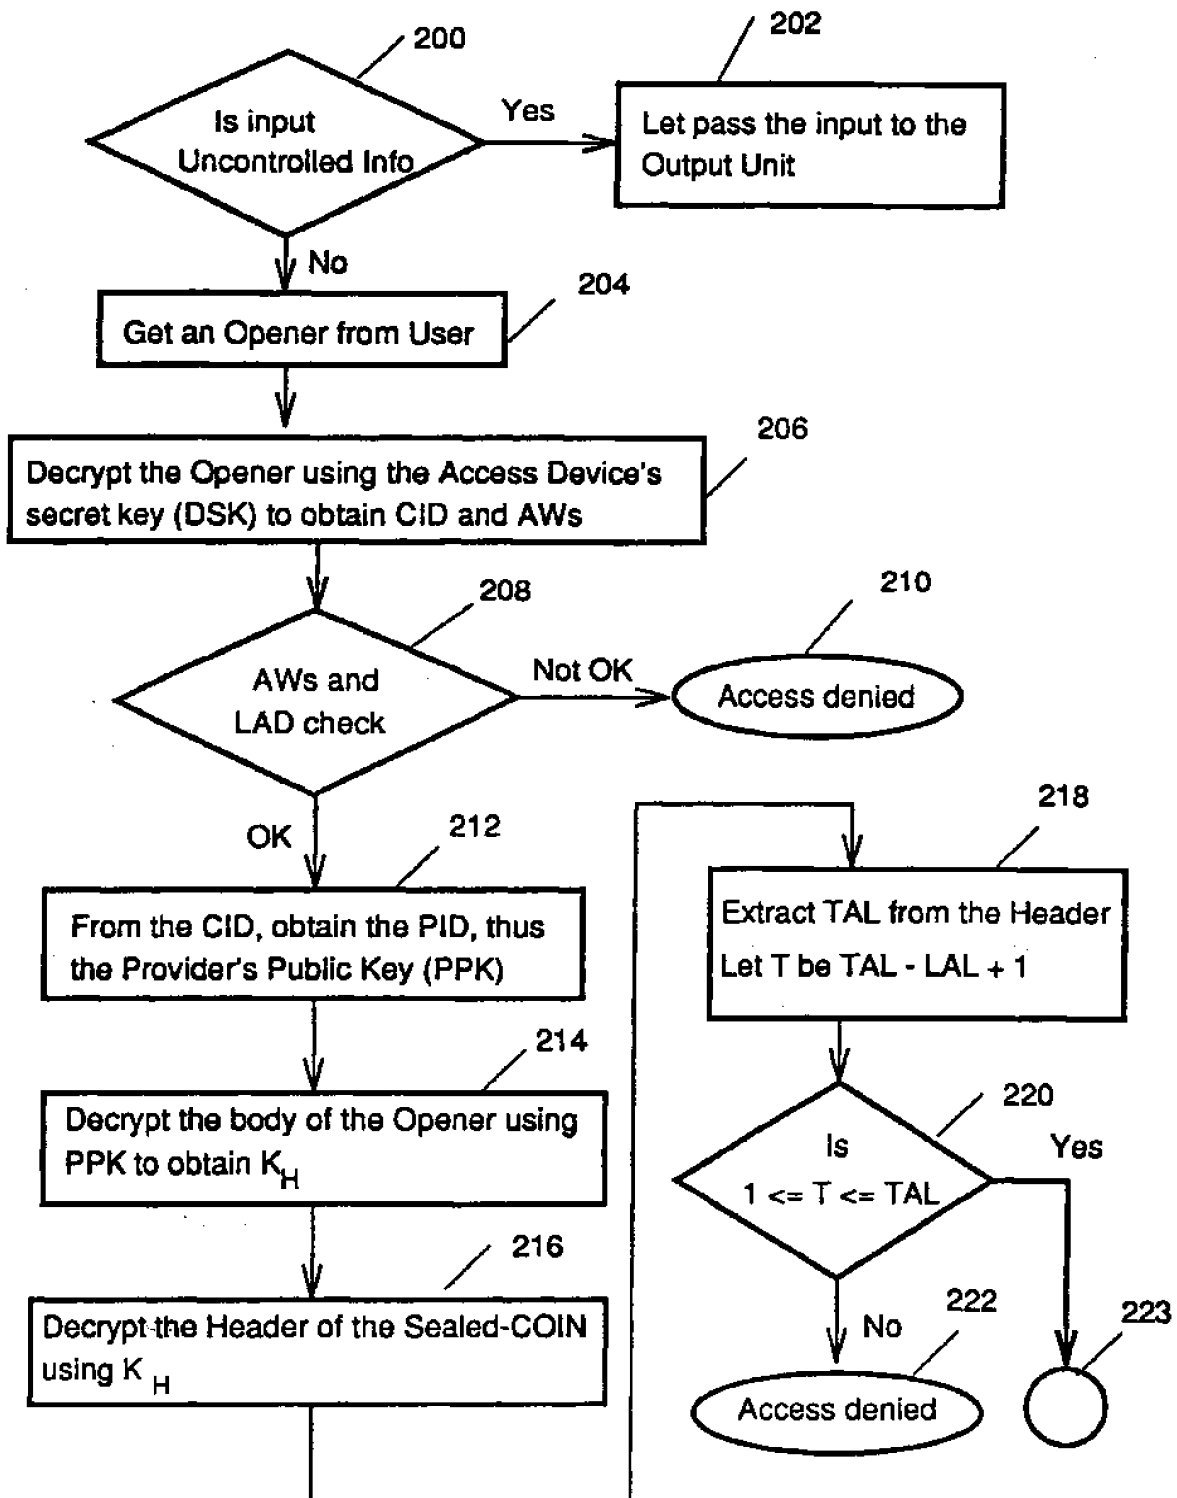 200
202
Is input
Uncontrolled Info
Yes
Let pass the input to the
Output Unit
No
204
Get an Opener from User
206
Decrypt the Opener using the Access Device's
secret key (DSK) to obtain CID and AWs
208
210
AWs and
LAD check
Not OK
Access denied
OK
212
From the CID, obtain the PID, thus
the Provider's Public Key (PPK)
214
Decrypt the body of the Opener using
PPK to obtain K H
216
Decrypt the Header of the Sealed-COIN
using K H
218
Extract TAL from the Header
Let T be TAL - LAL + 1
220
Is
1 <= T <= TAL
Yes
No
222
Access denied
223